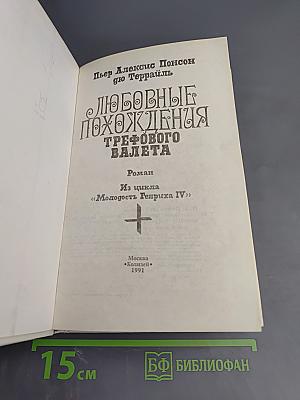 Пьер Алексис Понсон
дю Террайль
ЛЮБОВНЫЕ
ПОХОЖДЕНИЯ
ТРЕФОВОГО
ВАЛЕТА
Роман
Из цикла
«Молодость Генриха IV»
Москва
«Колизей»
1991
15 см
БФ БИБЛИОФАН